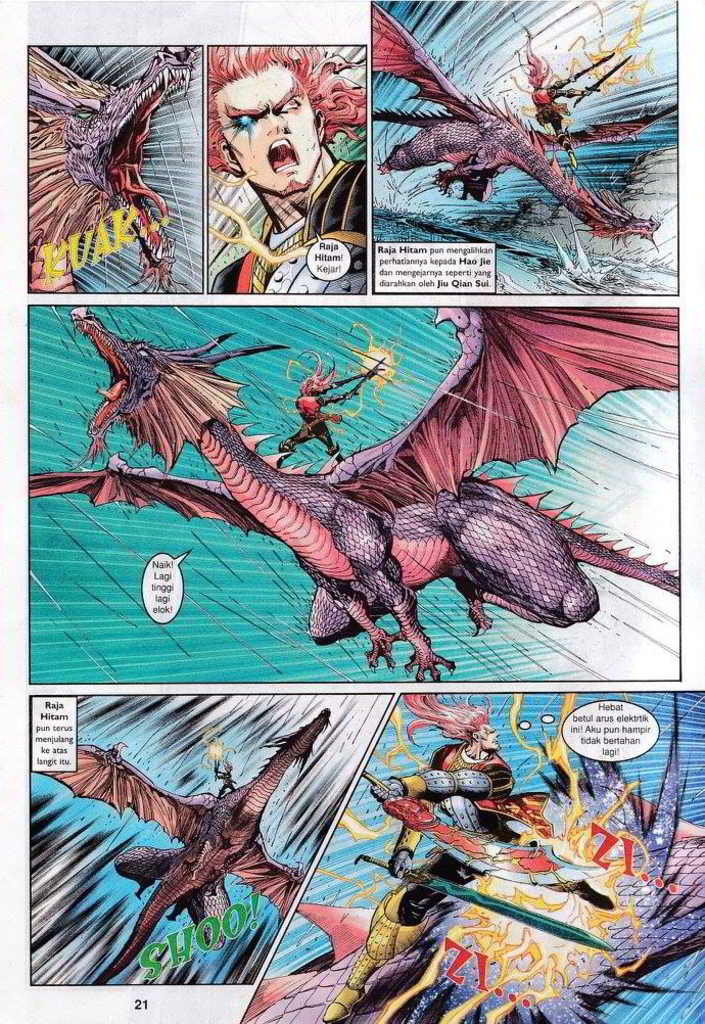 KUAK...
Raja
Hitam!
Kejar!
Raja Hitam pun mengalihkan
perhatiannya kepada Hao Jie
dan mengejarnya seperti yang
diarahkan oleh Jiu Qian Sui.
Naik!
Lagi
tinggi
lagi
elok!
Raja
Hitam
pun terus
menjulang
ke atas
langit itu.
SHOO!
Hebat
betul arus elektrtik
ini! Aku pun hampir
tidak bertahan
lagi!
ZI...
ZI...
21